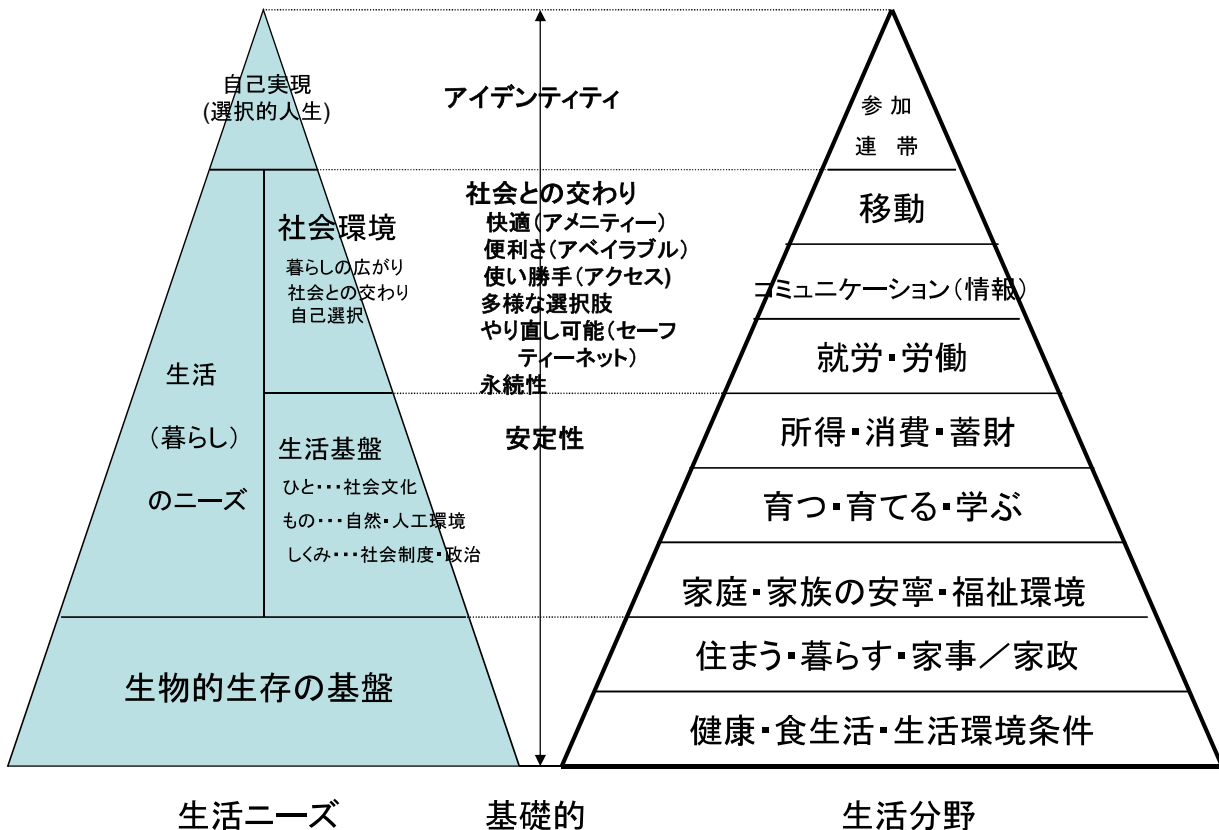 自己実現
(選択的人生)
社会環境
暮らしの広がり
社会との交わり
自己選択
生活
(暮らし)
のニーズ
生活基盤
ひと・・・社会文化
もの・・・自然・人工環境
しくみ・・・社会制度・政治
生物的生存の基盤
生活ニーズ
アイデンティティ
社会との交わり
快適(アメニティー)
便利さ(アベイラブル)
使い勝手(アクセス)
多様な選択肢
やり直し可能(セーフ
ティーネット)
永続性
安定性
基礎的
参加
連帯
移動
コミュニケーション(情報)
就労・労働
所得・消費・蓄財
育つ・育てる・学ぶ
家庭・家族の安寧・福祉環境
住まう・暮らす・家事／家政
健康・食生活・生活環境条件
生活分野